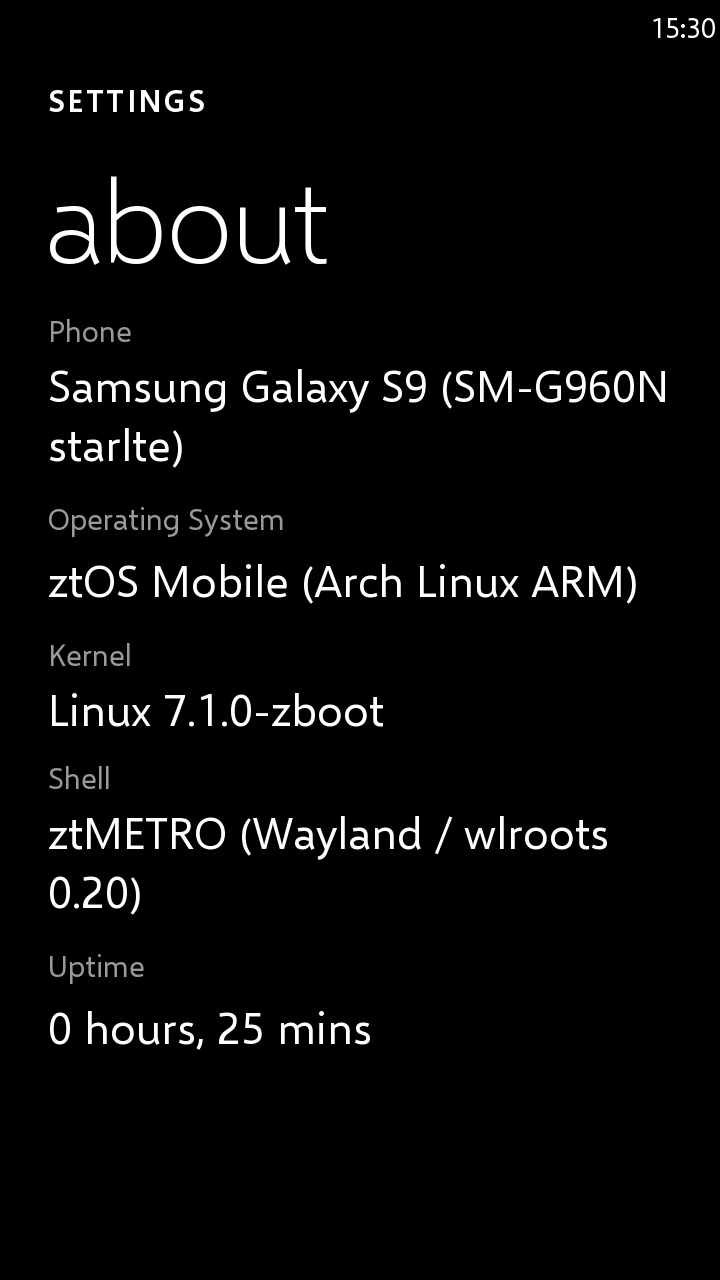 15:30
SETTINGS
about
Phone
Samsung Galaxy S9 (SM-G960N
starlte)
Operating System
ztOS Mobile (Arch Linux ARM)
Kernel
Linux 7.1.0-zboot
Shell
ztMETRO (Wayland / wlroots
0.20)
Uptime
0 hours, 25 mins